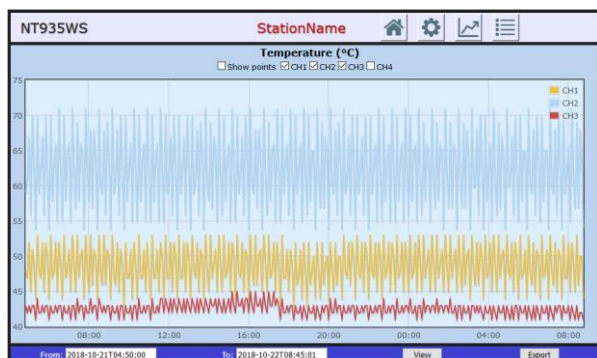 NT935WS StationName
Temperature (ºC)
Show points CH1 CH2 CH3 CH4
75
CH1
CH2
70
CH3
65
60
55
50
45
40
08:00 12:00 16:00 20:00 00:00 04:00 08:00
From: 2018-10-21T04:50:00 To: 2018-10-22T08:45:01 View Export